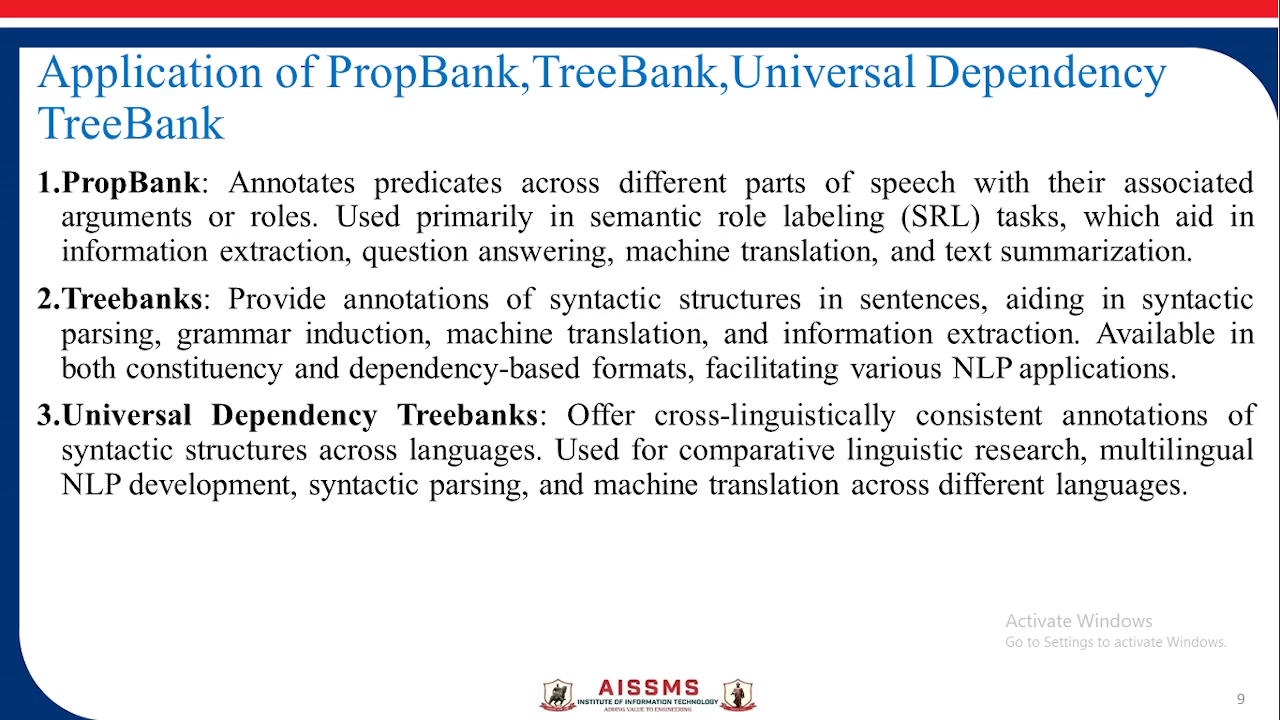 Application of PropBank,TreeBank,Universal Dependency
TreeBank
1.PropBank: Annotates predicates across different parts of speech with their associated
arguments or roles. Used primarily in semantic role labeling (SRL) tasks, which aid in
information extraction, question answering, machine translation, and text summarization.
2.Treebanks: Provide annotations of syntactic structures in sentences, aiding in syntactic
parsing, grammar induction, machine translation, and information extraction. Available in
both constituency and dependency-based formats, facilitating various NLP applications.
3.Universal Dependency Treebanks: Offer cross-linguistically consistent annotations of
syntactic structures across languages. Used for comparative linguistic research, multilingual
NLP development, syntactic parsing, and machine translation across different languages.
Activate Windows
Go to Settings to activate Windows.
AISSMS
INSTITUTE OF INFORMATION TECHNOLOGY
ADDING VALUE TO ENGINEERING
9